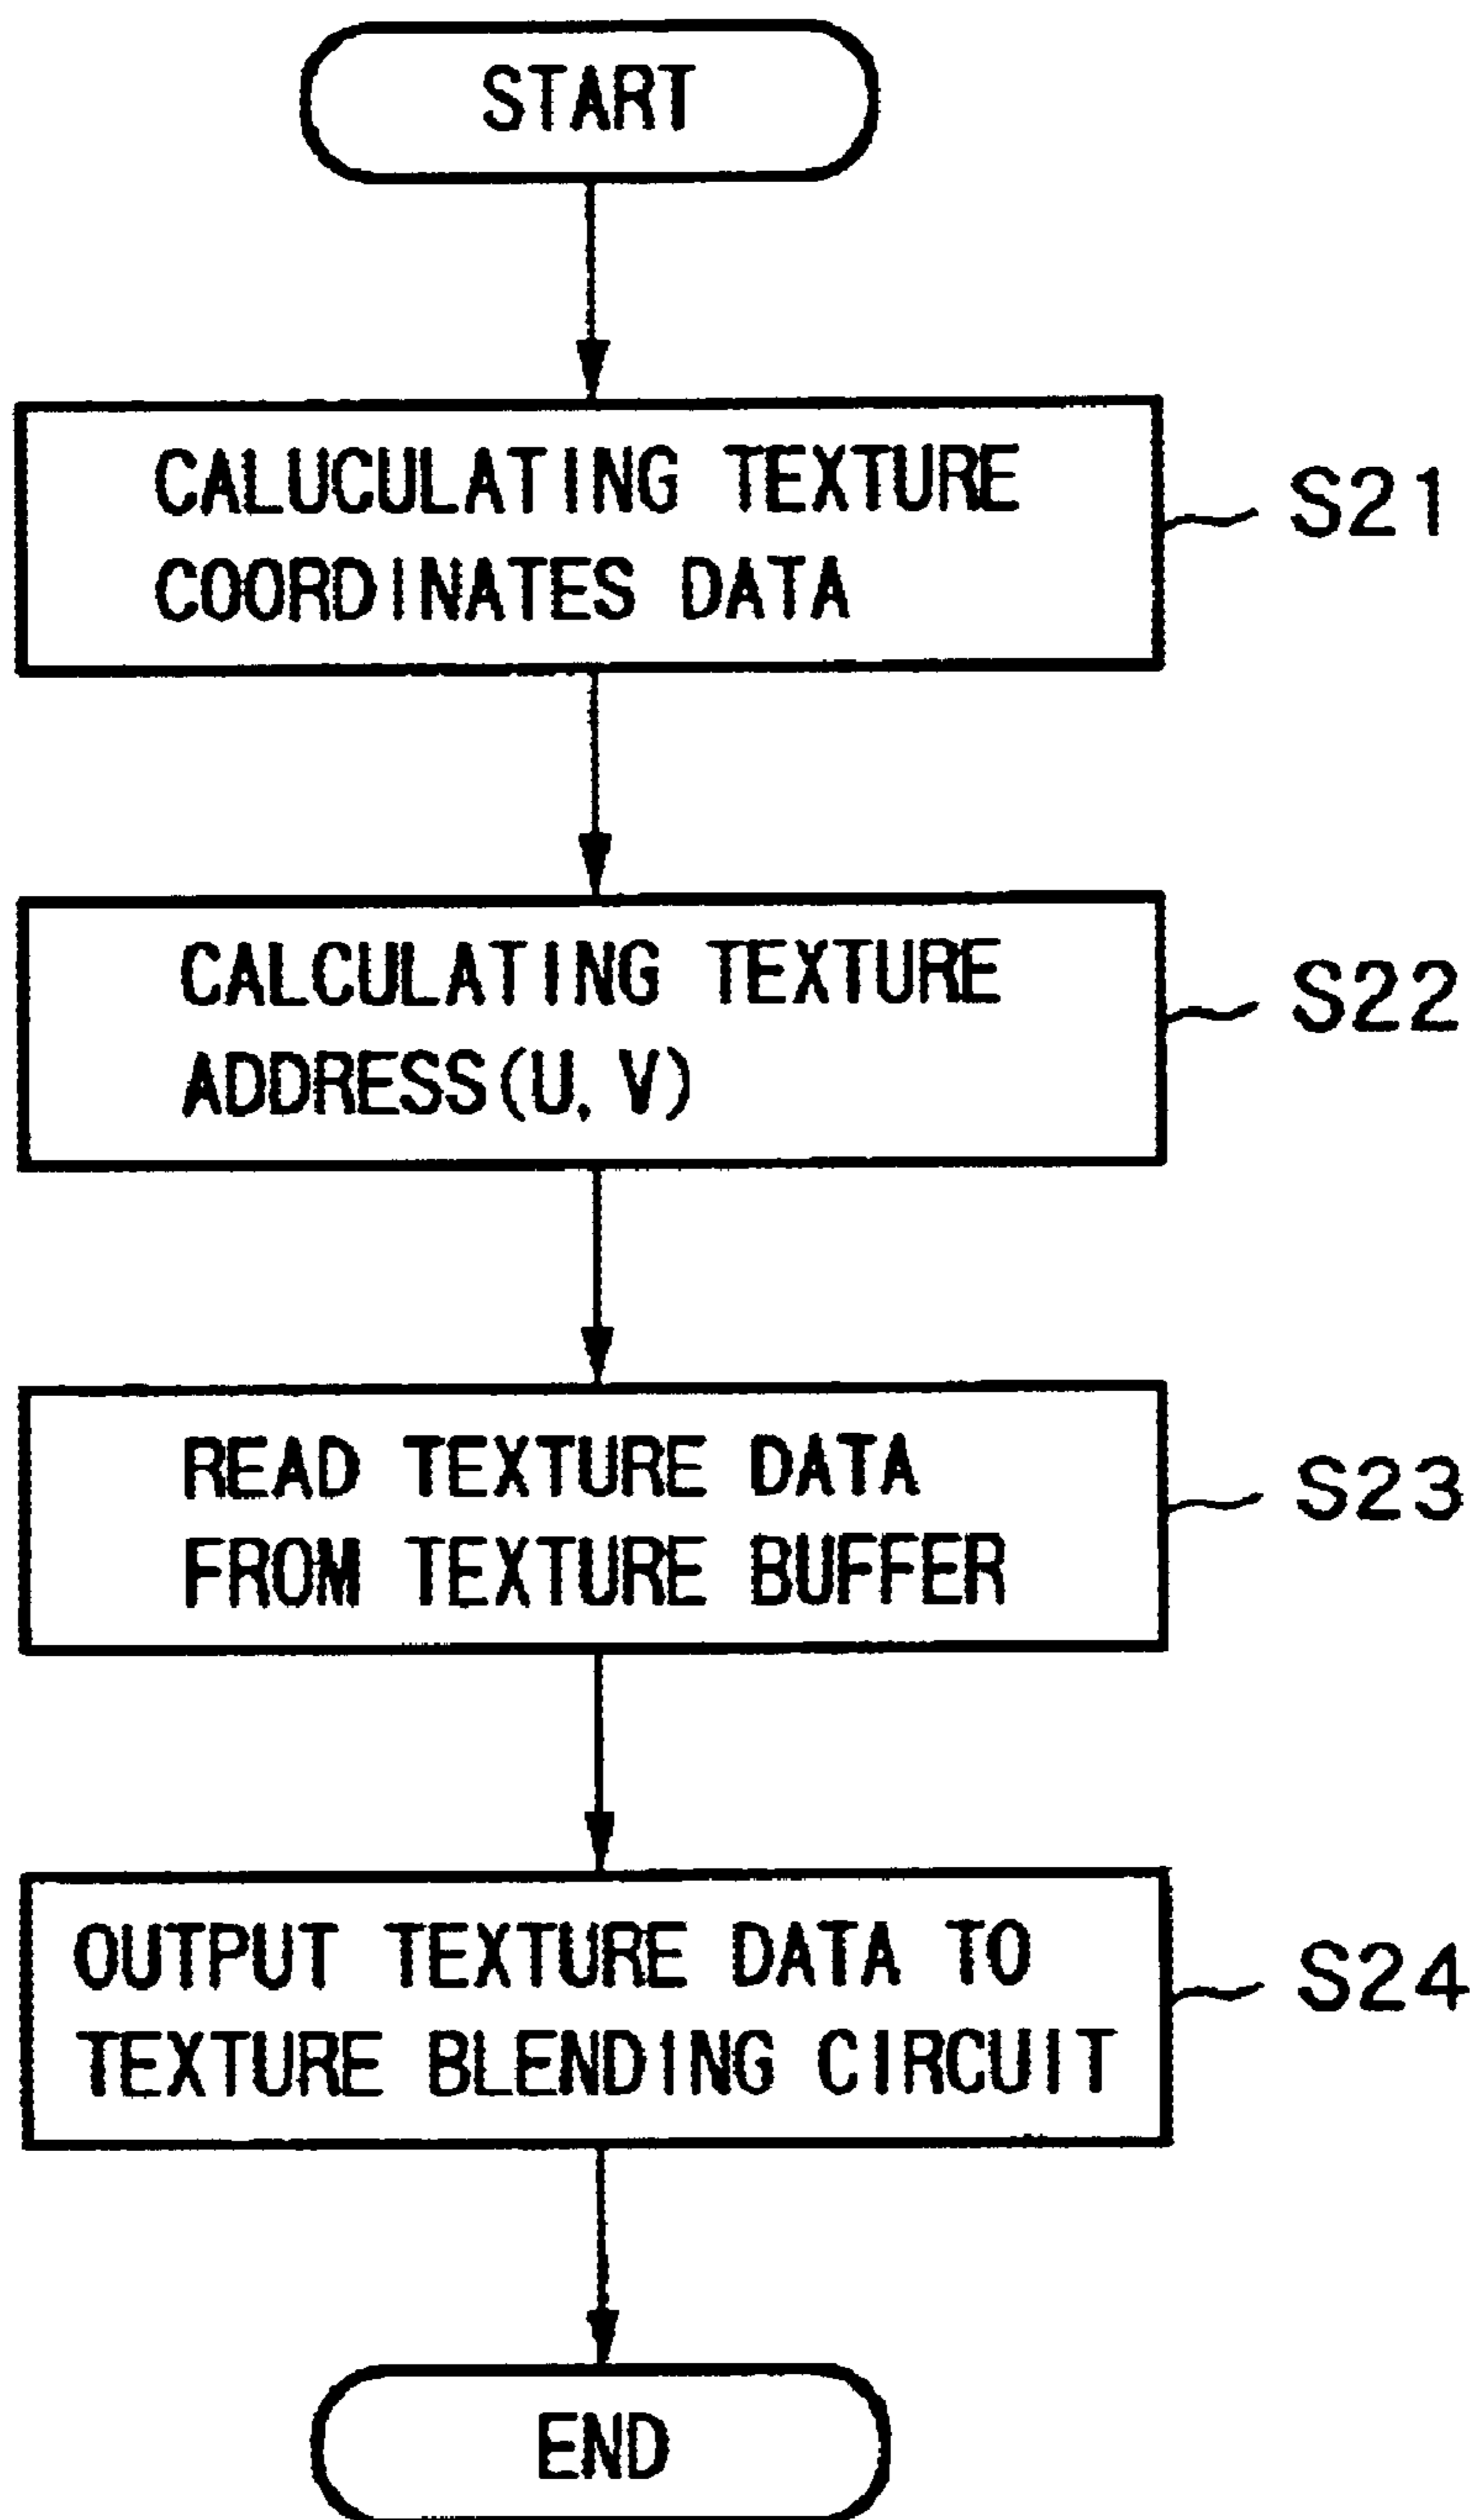 START
CALUCULATING TEXTURE
COORDINATES DATA
S21
CALCULATING TEXTURE
ADDRESS(U, V)
S22
READ TEXTURE DATA
FROM TEXTURE BUFFER
S23
OUTPUT TEXTURE DATA TO
TEXTURE BLENDING CIRCUIT
S24
END